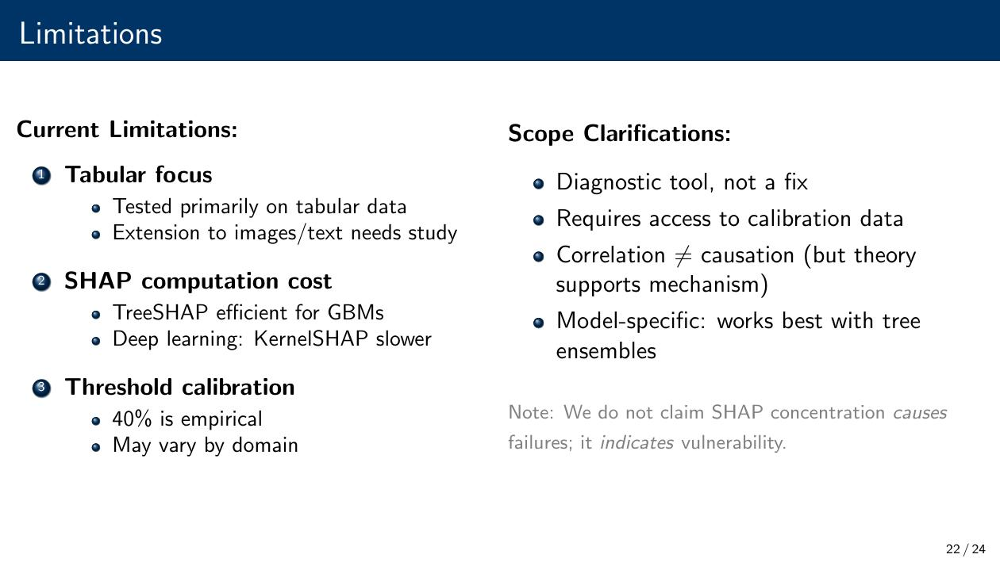 Limitations
Current Limitations:
1 Tabular focus
Tested primarily on tabular data
Extension to images/text needs study
2 SHAP computation cost
TreeSHAP efficient for GBMs
Deep learning: KernelSHAP slower
3 Threshold calibration
40% is empirical
May vary by domain
Scope Clarifications:
Diagnostic tool, not a fix
Requires access to calibration data
Correlation ≠ causation (but theory
supports mechanism)
Model-specific: works best with tree
ensembles
Note: We do not claim SHAP concentration causes
failures; it indicates vulnerability.
22 / 24